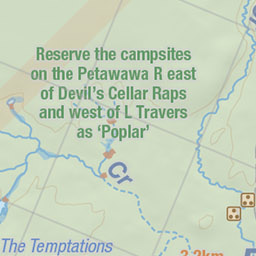 Reserve the campsites
on the Petawawa R east
of Devil's Cellar Raps
and west of L Travers
as 'Poplar'
Cr
The Temptations